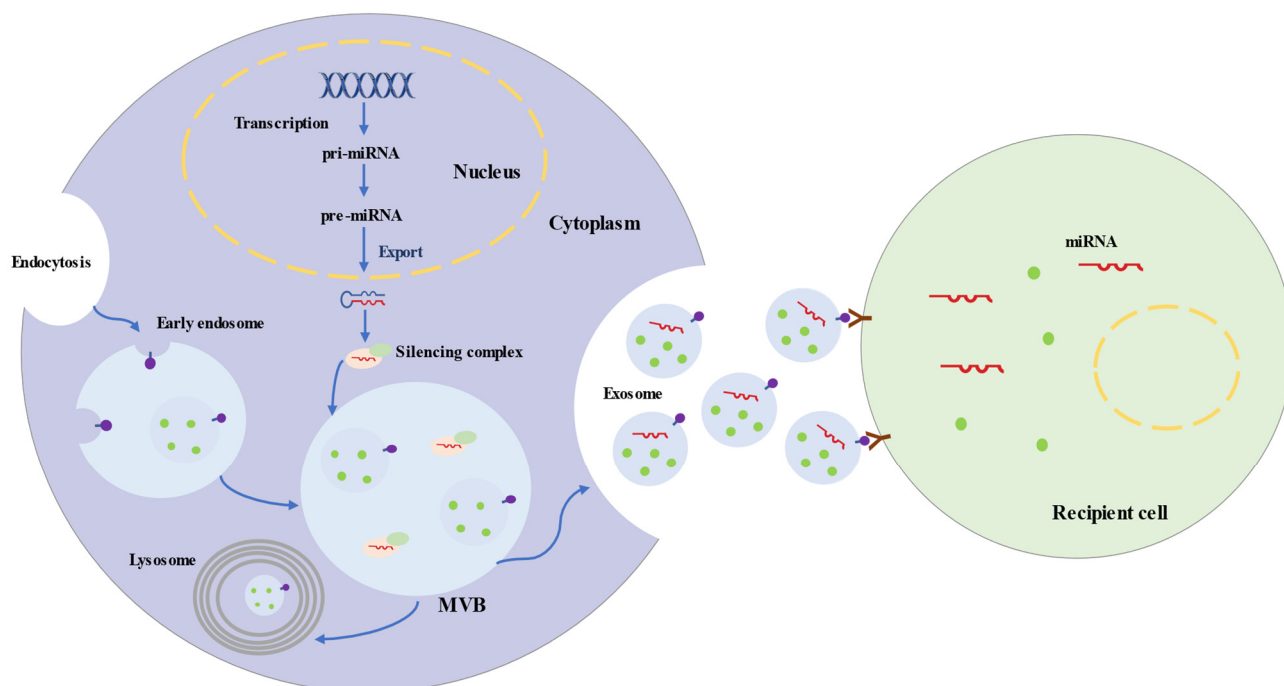 Transcription
pri-miRNA
Nucleus
pre-miRNA
Cytoplasm
Export
Endocytosis
Early endosome
Silencing complex
Exosome
miRNA
Recipient cell
Lysosome
MVB